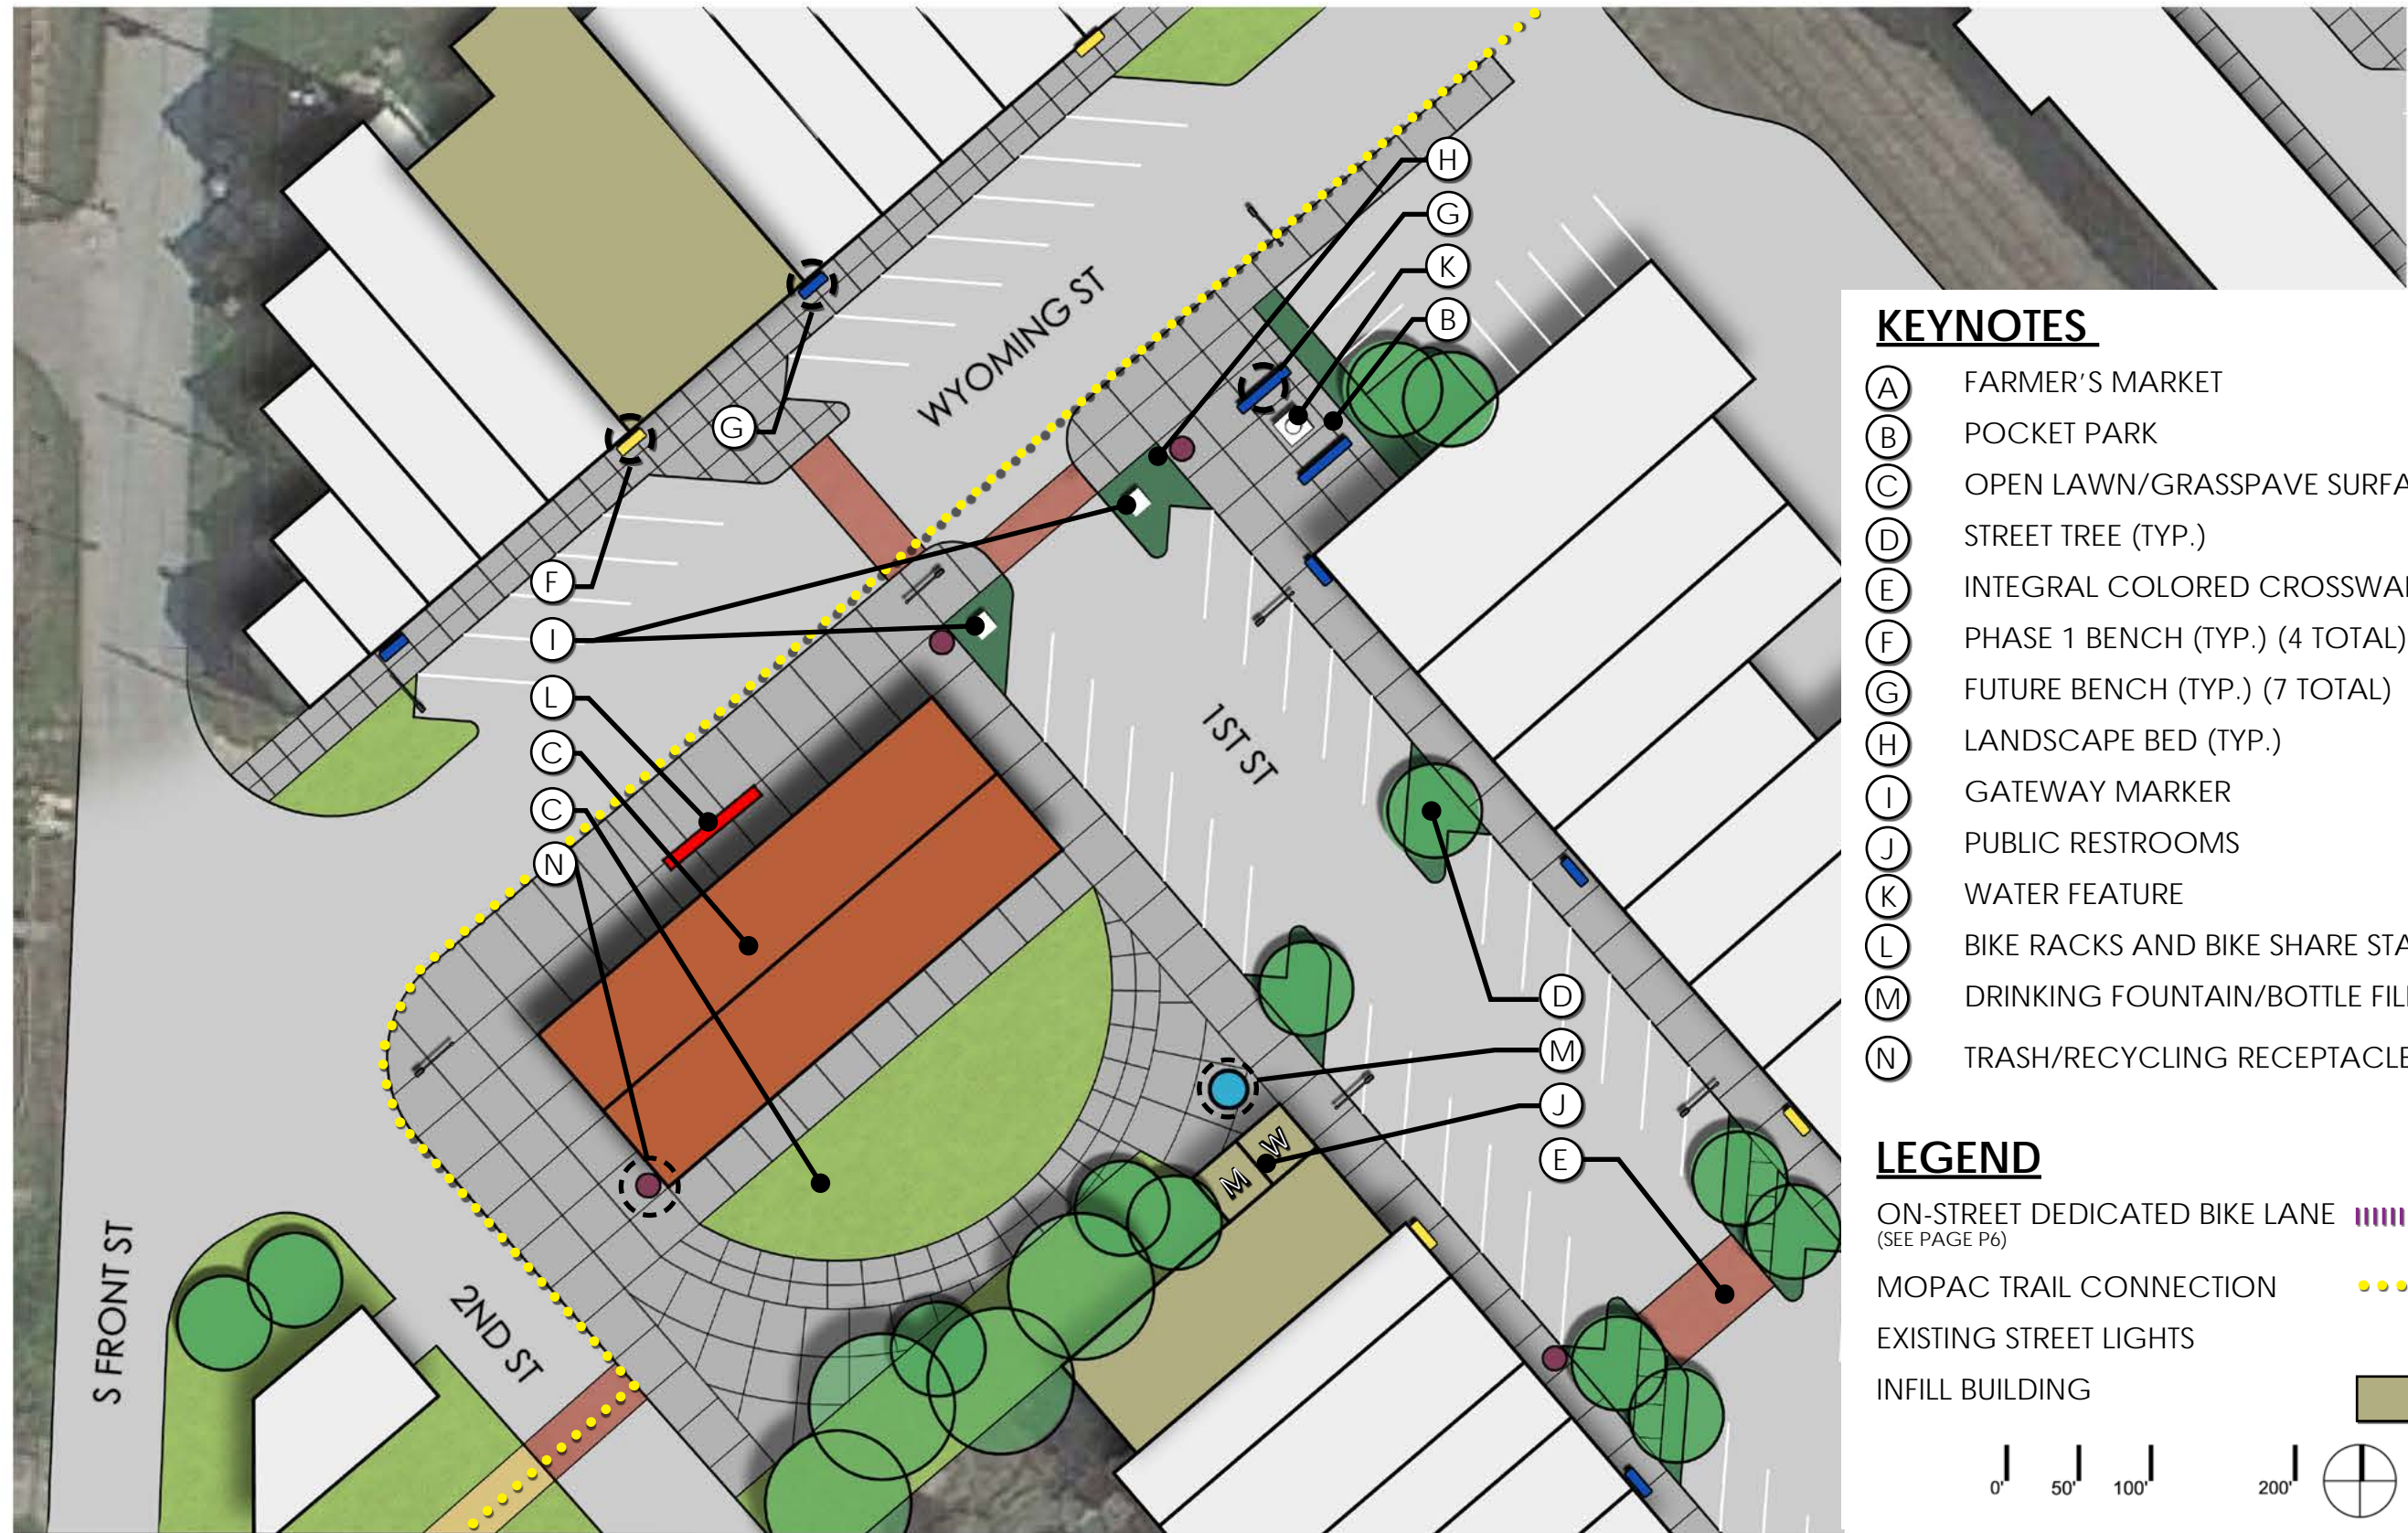 H
G
K
B
WYOMING ST
G
F
I
L
C
C
N
1ST ST
D
M
J
E
W
M
S FRONT ST
2ND ST
KEYNOTES
A FARMER'S MARKET
B POCKET PARK
C OPEN LAWN/GRASSPAVE SURFA
D STREET TREE (TYP.)
E INTEGRAL COLORED CROSSWAL
F PHASE 1 BENCH (TYP.) (4 TOTAL)
G FUTURE BENCH (TYP.) (7 TOTAL)
H LANDSCAPE BED (TYP.)
I GATEWAY MARKER
J PUBLIC RESTROOMS
K WATER FEATURE
L BIKE RACKS AND BIKE SHARE STA
M DRINKING FOUNTAIN/BOTTLE FIL
N TRASH/RECYCLING RECEPTACLE
LEGEND
ON-STREET DEDICATED BIKE LANE
(SEE PAGE P6)
MOPAC TRAIL CONNECTION
EXISTING STREET LIGHTS
INFILL BUILDING
0' 50' 100' 200'